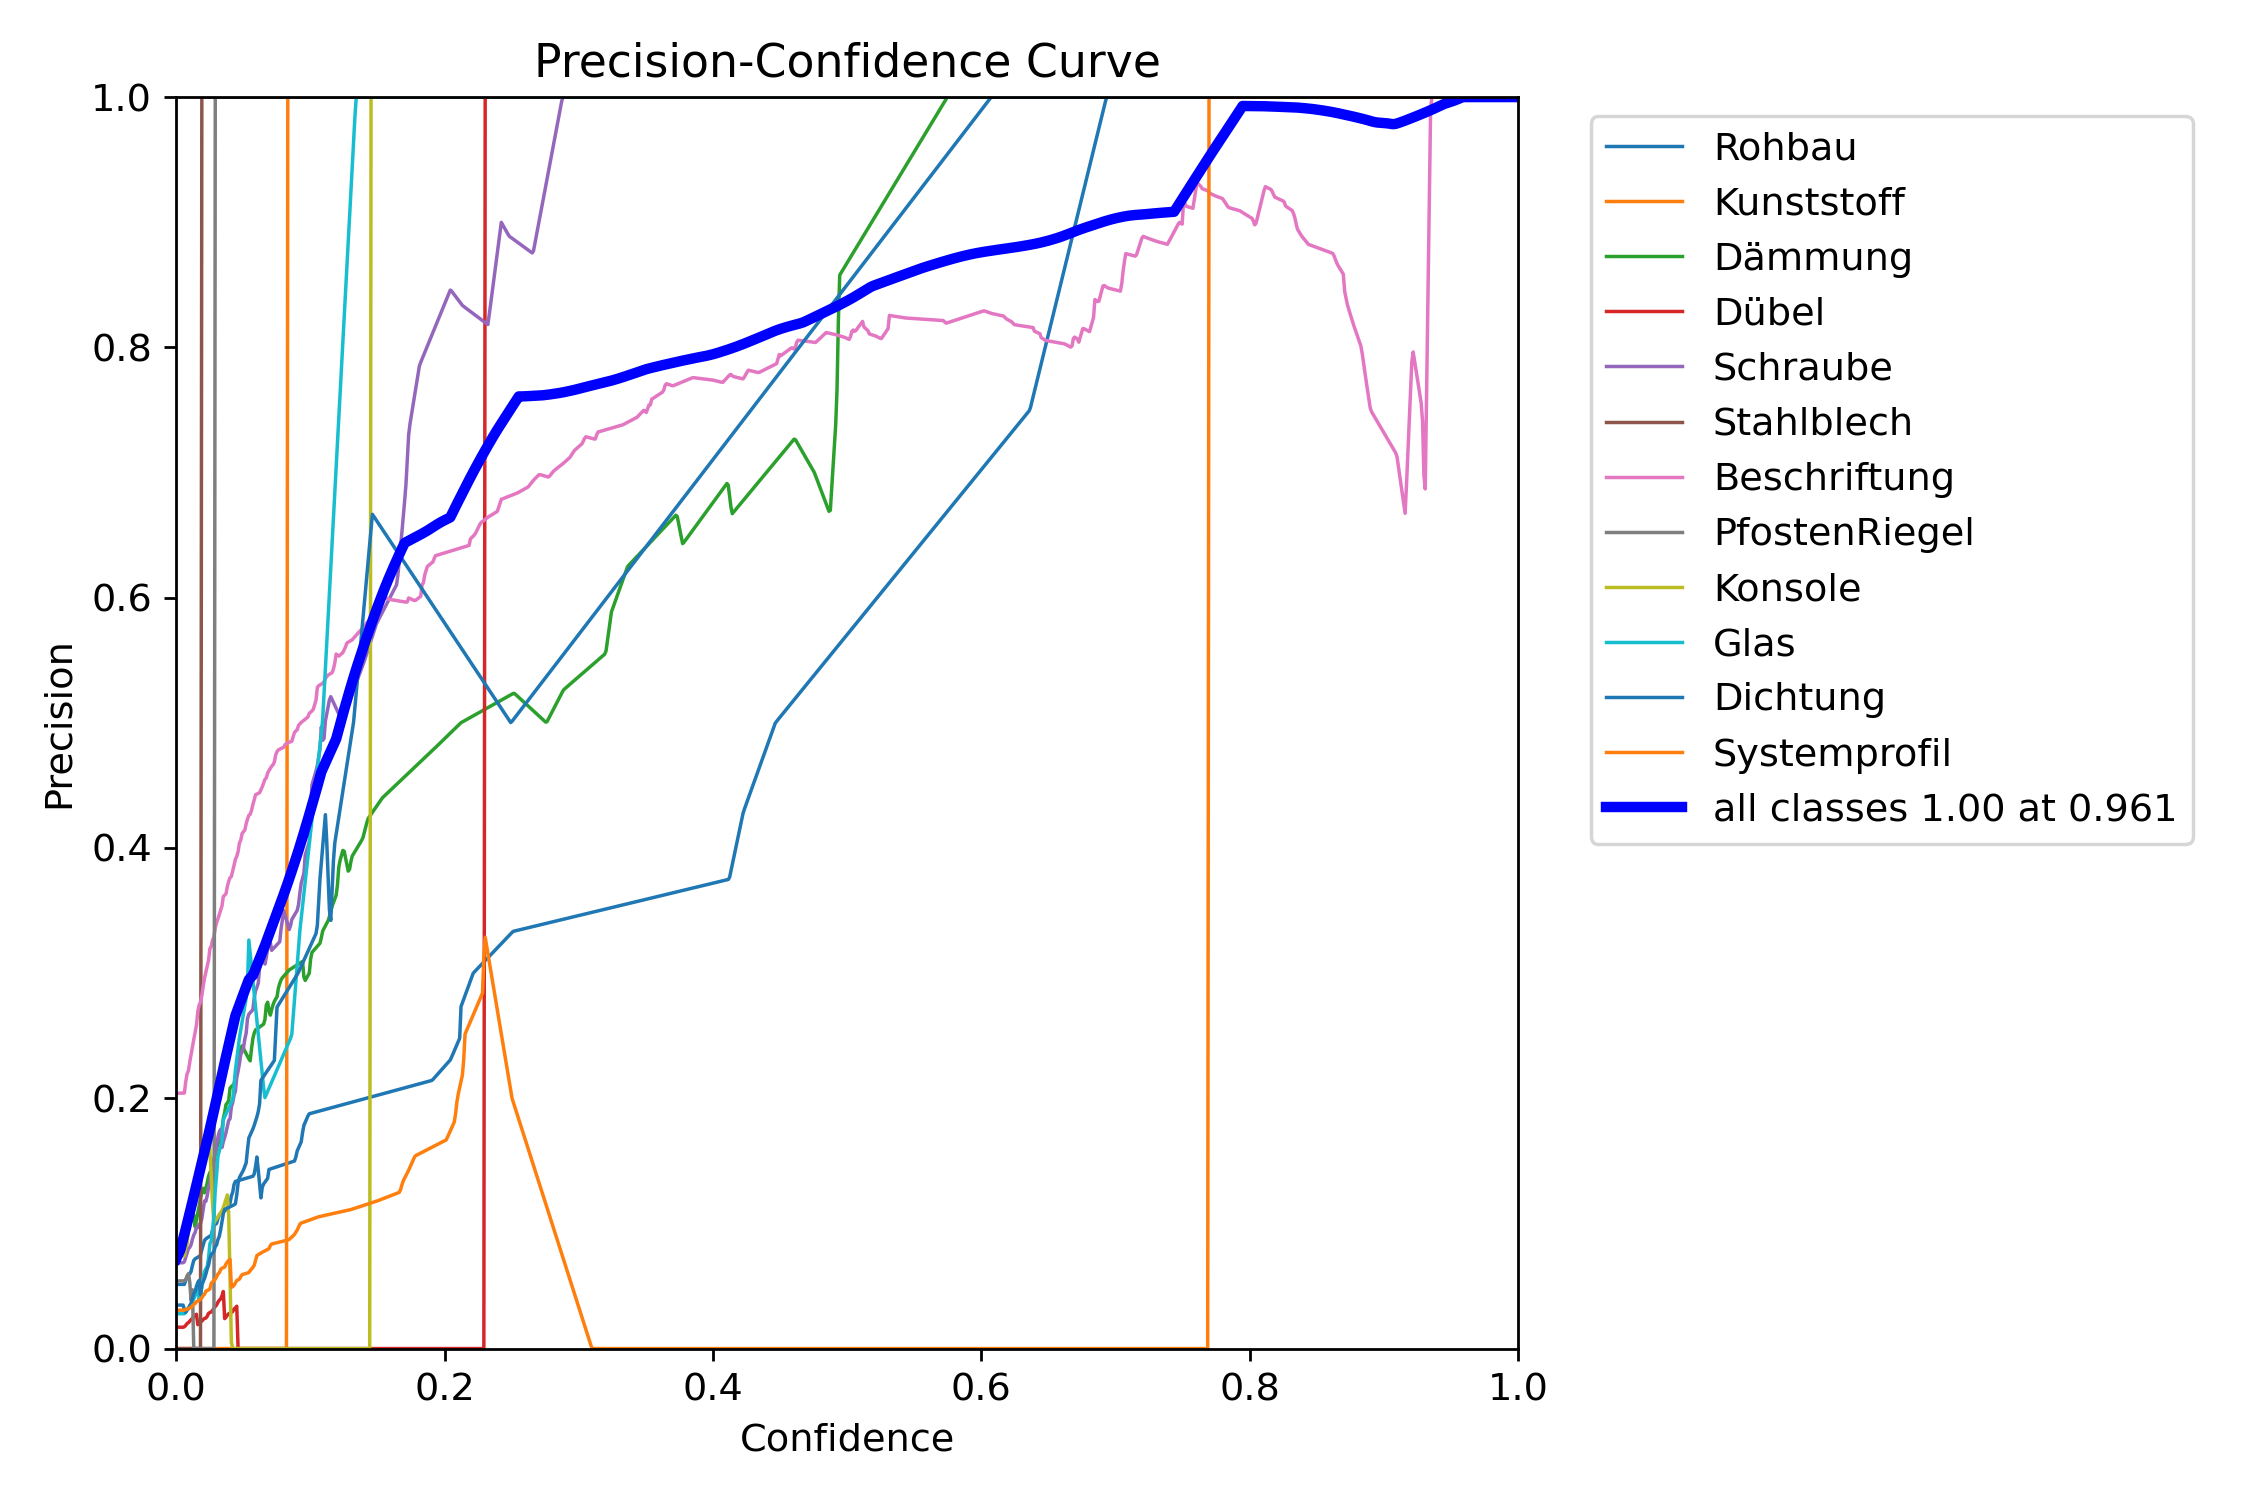 Precision-Confidence Curve
1.0
0.8
0.6
0.4
0.2
0.0
Precision
0.0 0.2 0.4 0.6 0.8 1.0
Confidence
Rohbau
Kunststoff
Dämmung
Dübel
Schraube
Stahlblech
Beschriftung
PfostenRiegel
Konsole
Glas
Dichtung
Systemprofil
all classes 1.00 at 0.961